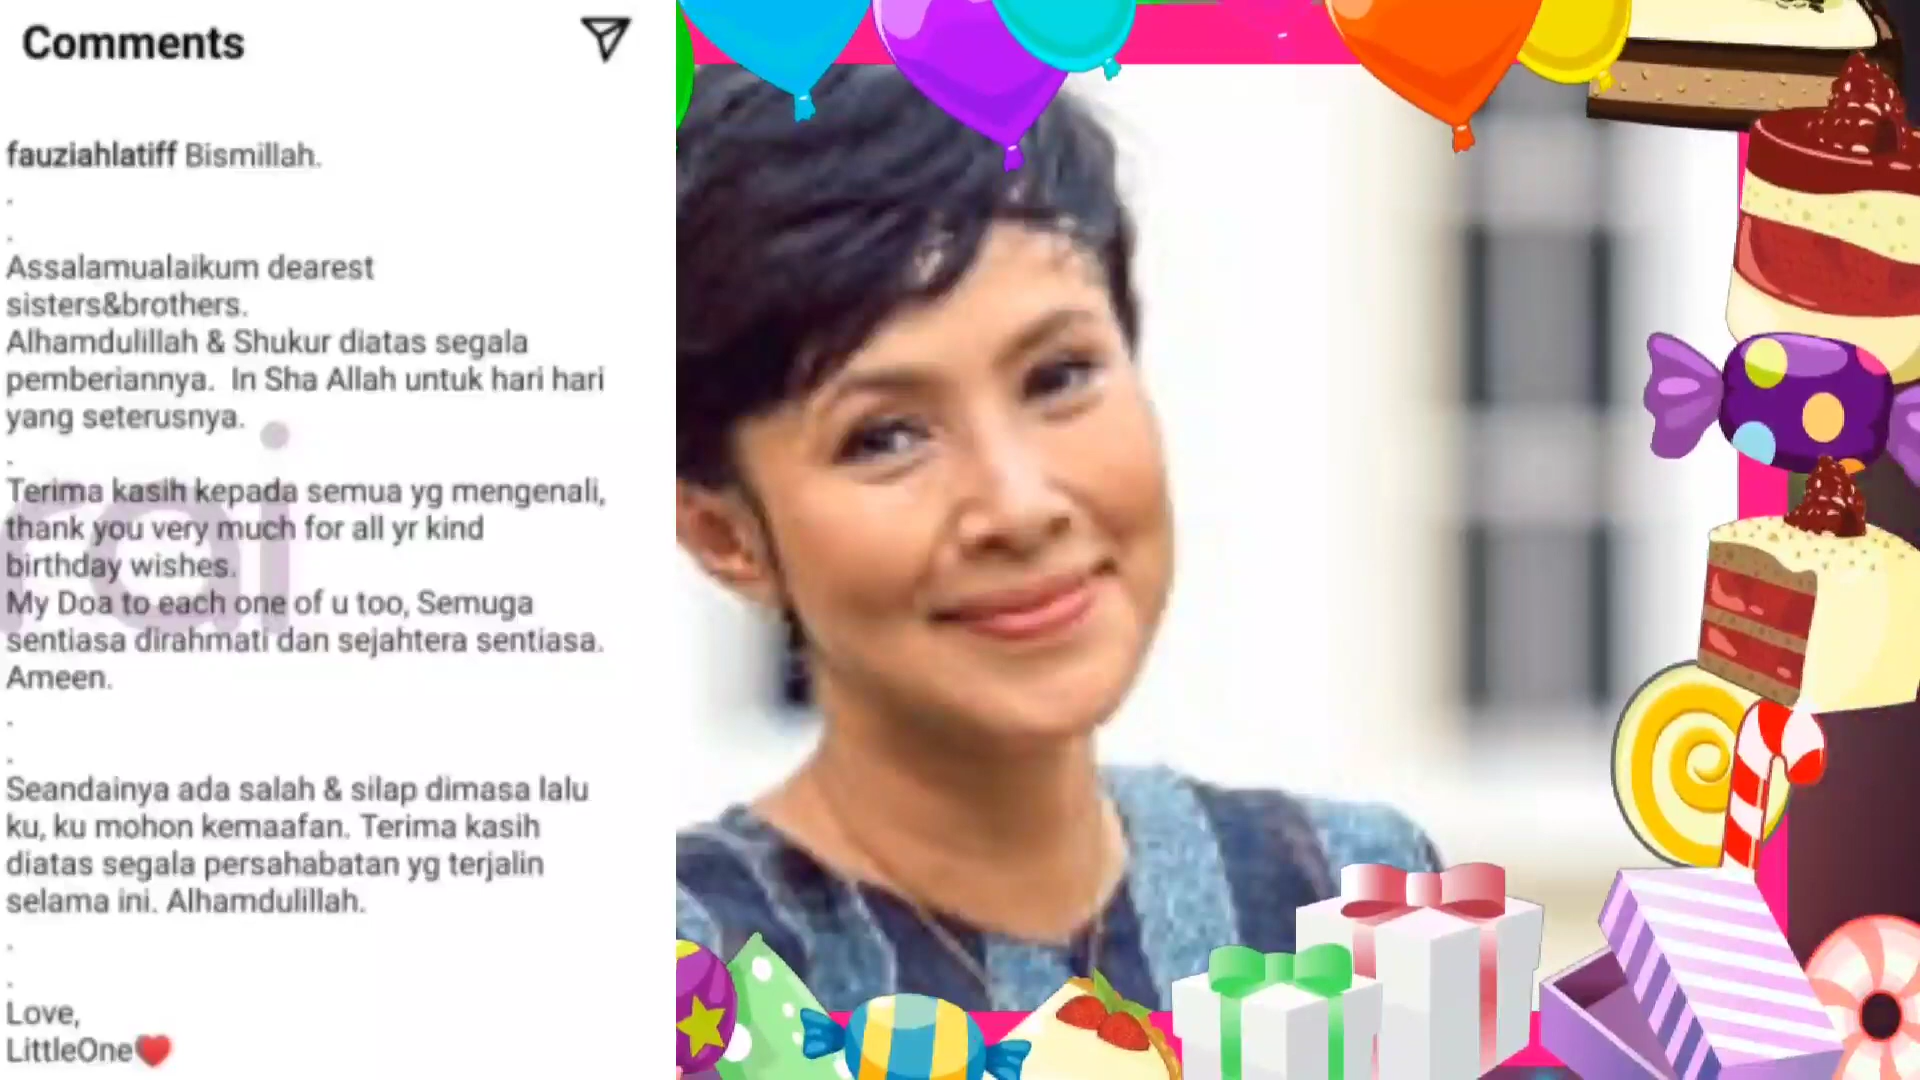 Comments
fauziahlatiff Bismillah.
.
.
Assalamualaikum dearest
sisters&brothers.
Alhamdulillah & Shukur diatas segala
pemberiannya. In Sha Allah untuk hari hari
yang seterusnya.
.
Terima kasih kepada semua yg mengenali,
thank you very much for all yr kind
birthday wishes.
My Doa to each one of u too, Semuga
sentiasa dirahmati dan sejahtera sentiasa.
Ameen.
.
.
Seandainya ada salah & silap dimasa lalu
ku, ku mohon kemaafan. Terima kasih
diatas segala persahabatan yg terjalin
selama ini. Alhamdulillah.
.
.
Love,
LittleOne❤️